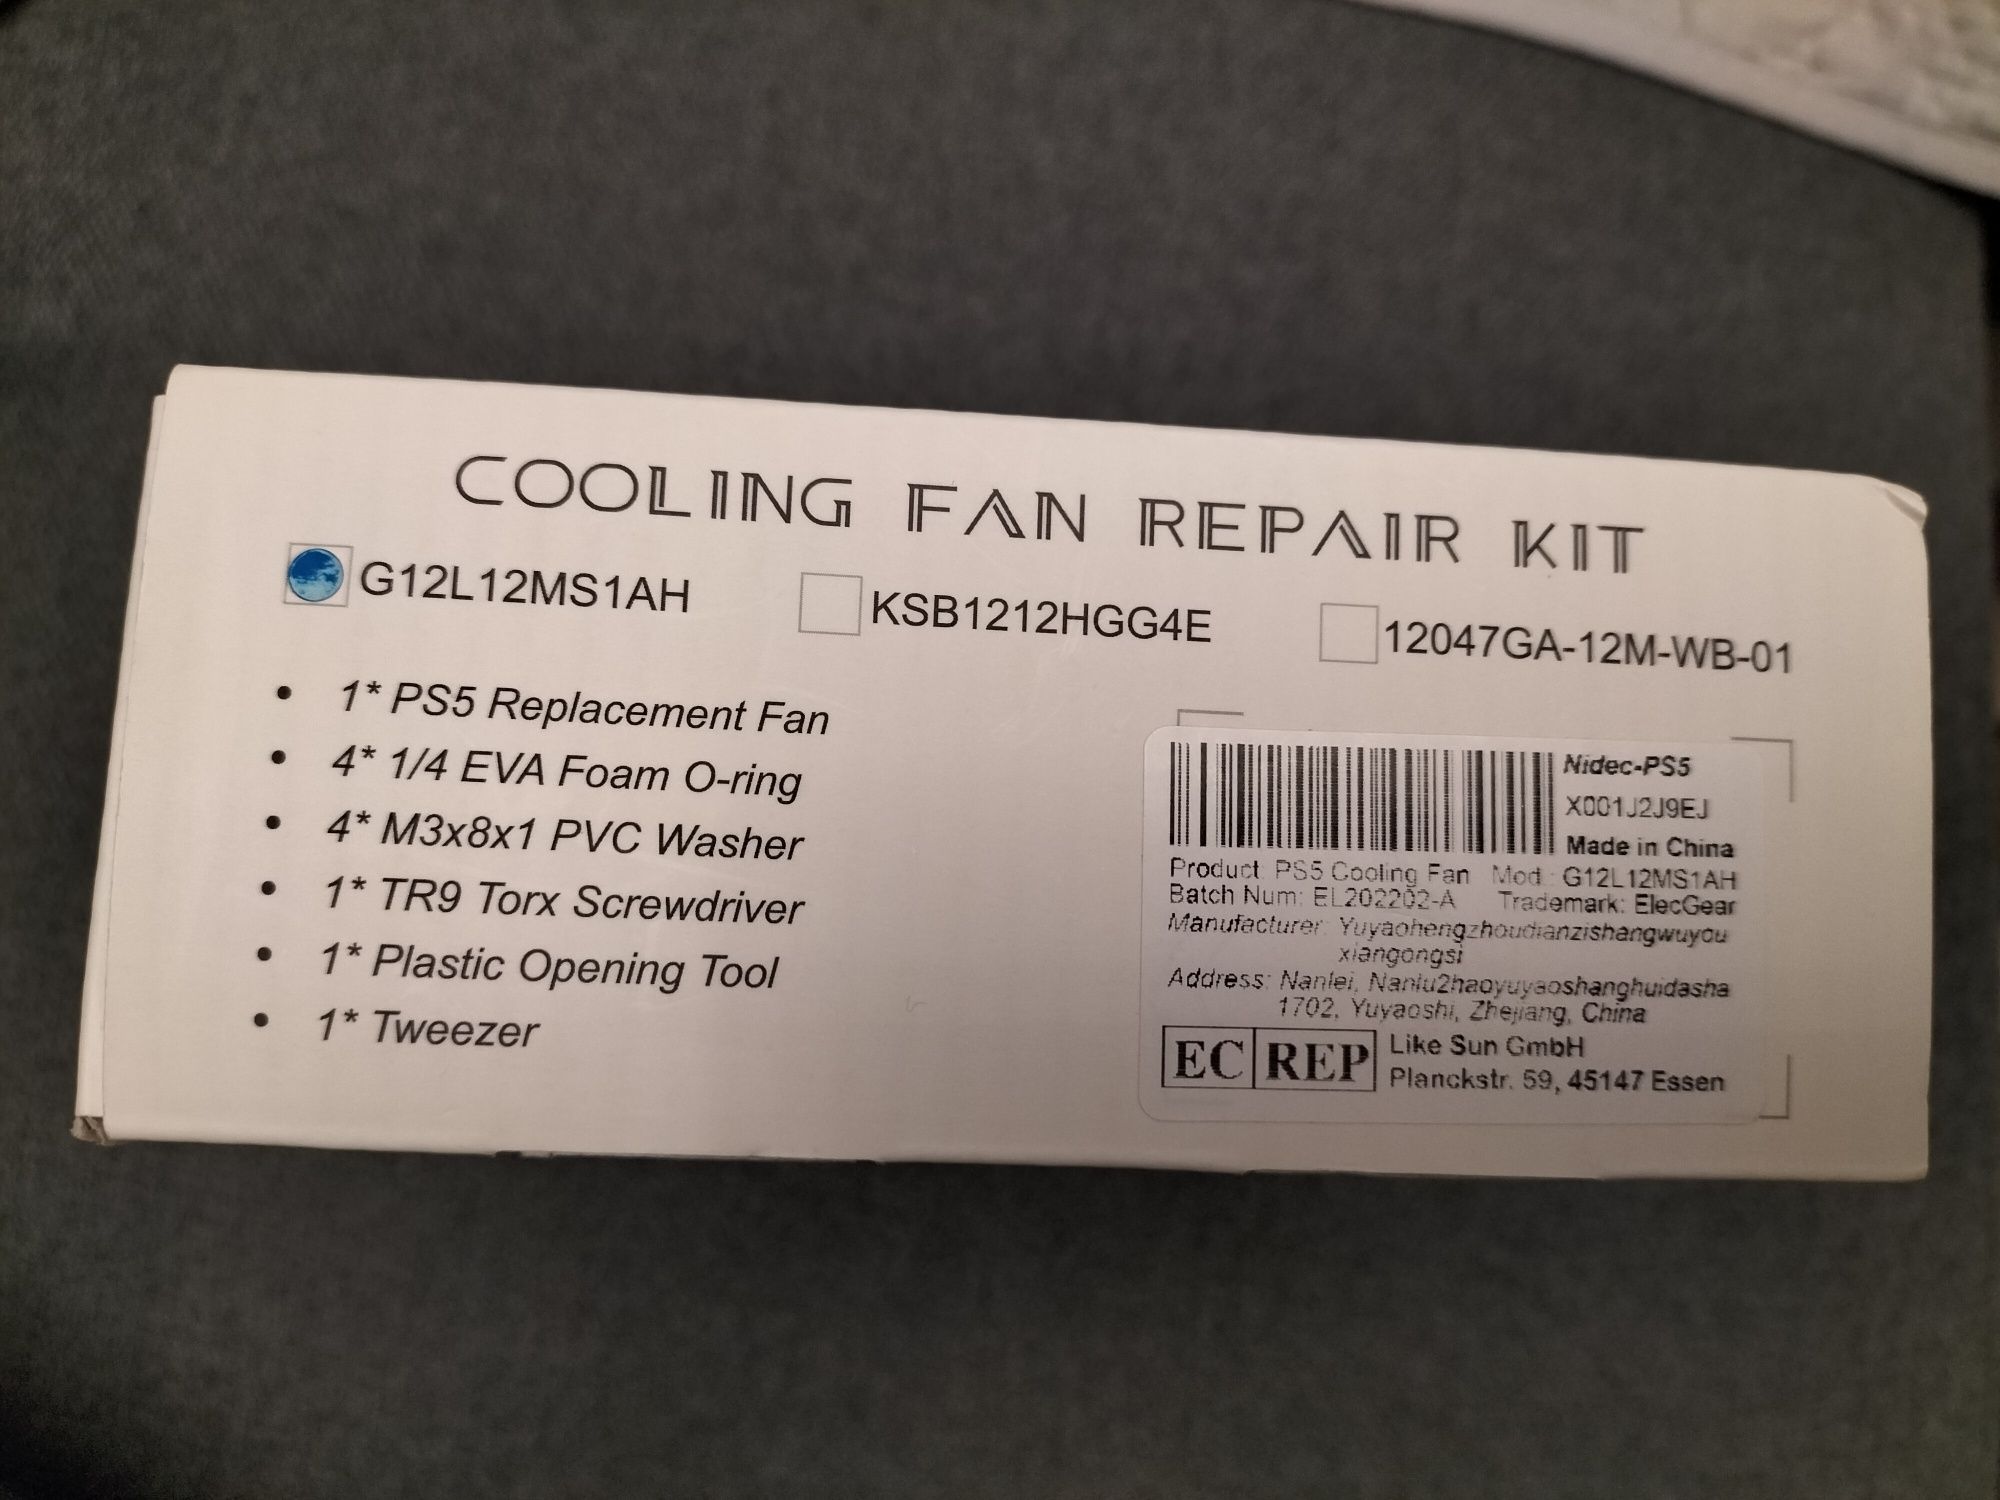 COOLING FAN REPAIR KIT
G12L12MS1AH KSB1212HGG4E 12047GA-12M-WB-01
• 1* PS5 Replacement Fan
• 4* 1/4 EVA Foam O-ring
• 4* M3x8x1 PVC Washer
• 1* TR9 Torx Screwdriver
• 1* Plastic Opening Tool
• 1* Tweezer
Nidec-PS5
X001J2J9EJ
Made in China
Product: PS5 Cooling Fan Mod.: G12L12MS1AH
Batch Num: EL202202-A Trademark: ElecGear
Manufacturer: Yuyaohengzhoudianzishangwuyou
xiangongsi
Address: Nanlei, Nanlu2haoyuyaoshanghuidasha
1702, Yuyaoshi, Zhejiang, China
EC REP
Like Sun GmbH
Planckstr. 59, 45147 Essen